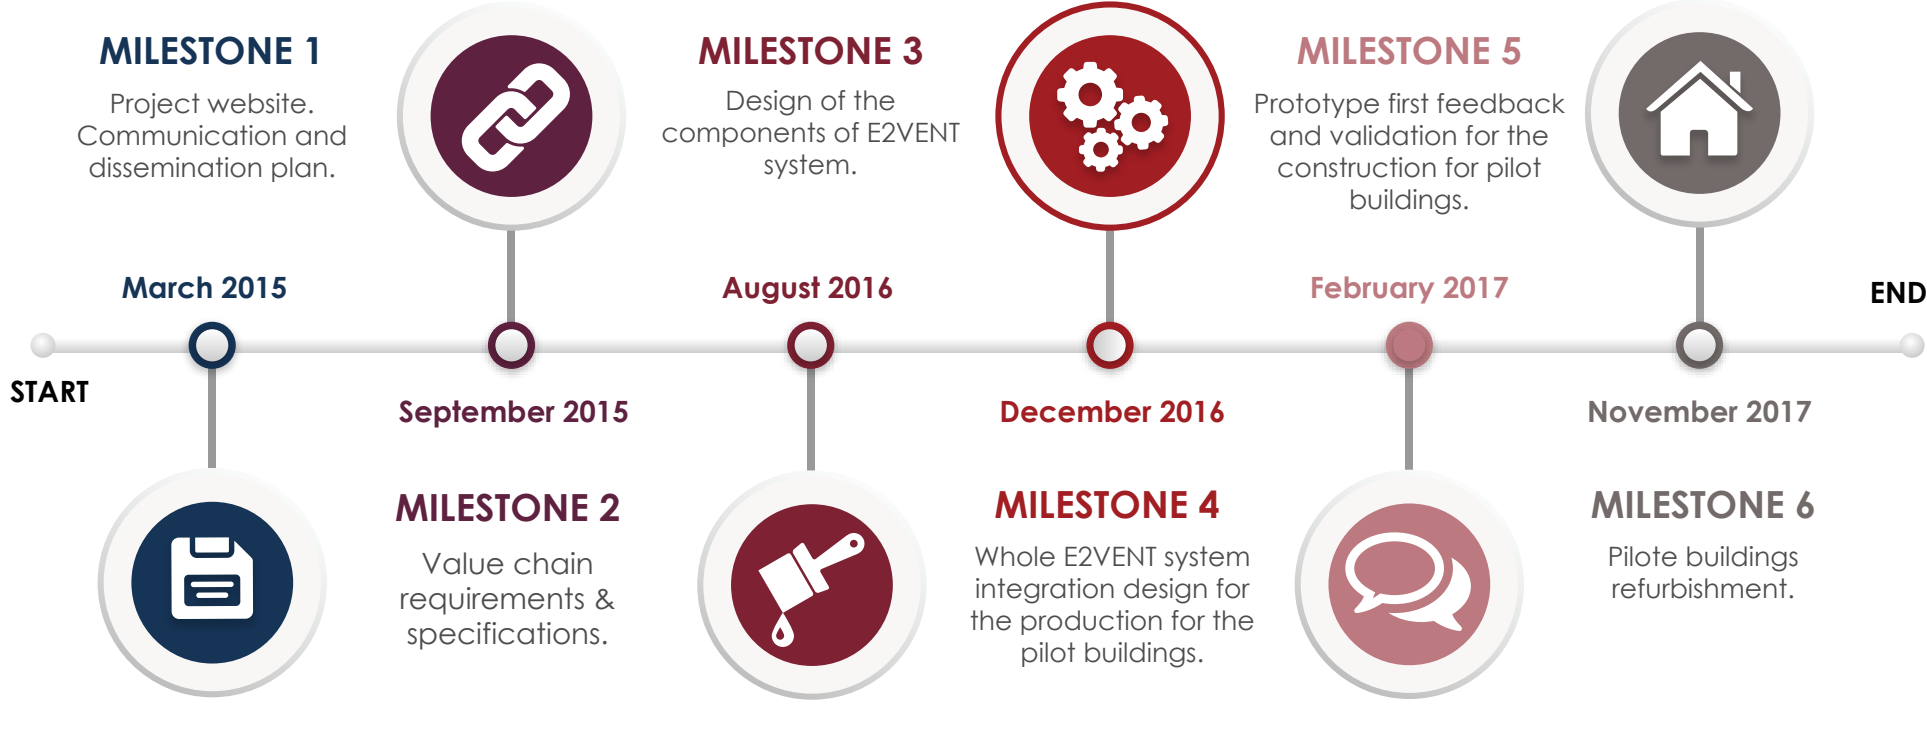 MILESTONE 1
Project website.
Communication and
dissemination plan.
March 2015
MILESTONE 3
Design of the
components of E2VENT
system.
August 2016
MILESTONE 5
Prototype first feedback
and validation for the
construction for pilot
buildings.
February 2017
END
START
September 2015
MILESTONE 2
Value chain
requirements &
specifications.
December 2016
MILESTONE 4
Whole E2VENT system
integration design for
the production for the
pilot buildings.
November 2017
MILESTONE 6
Pilote buildings
refurbishment.